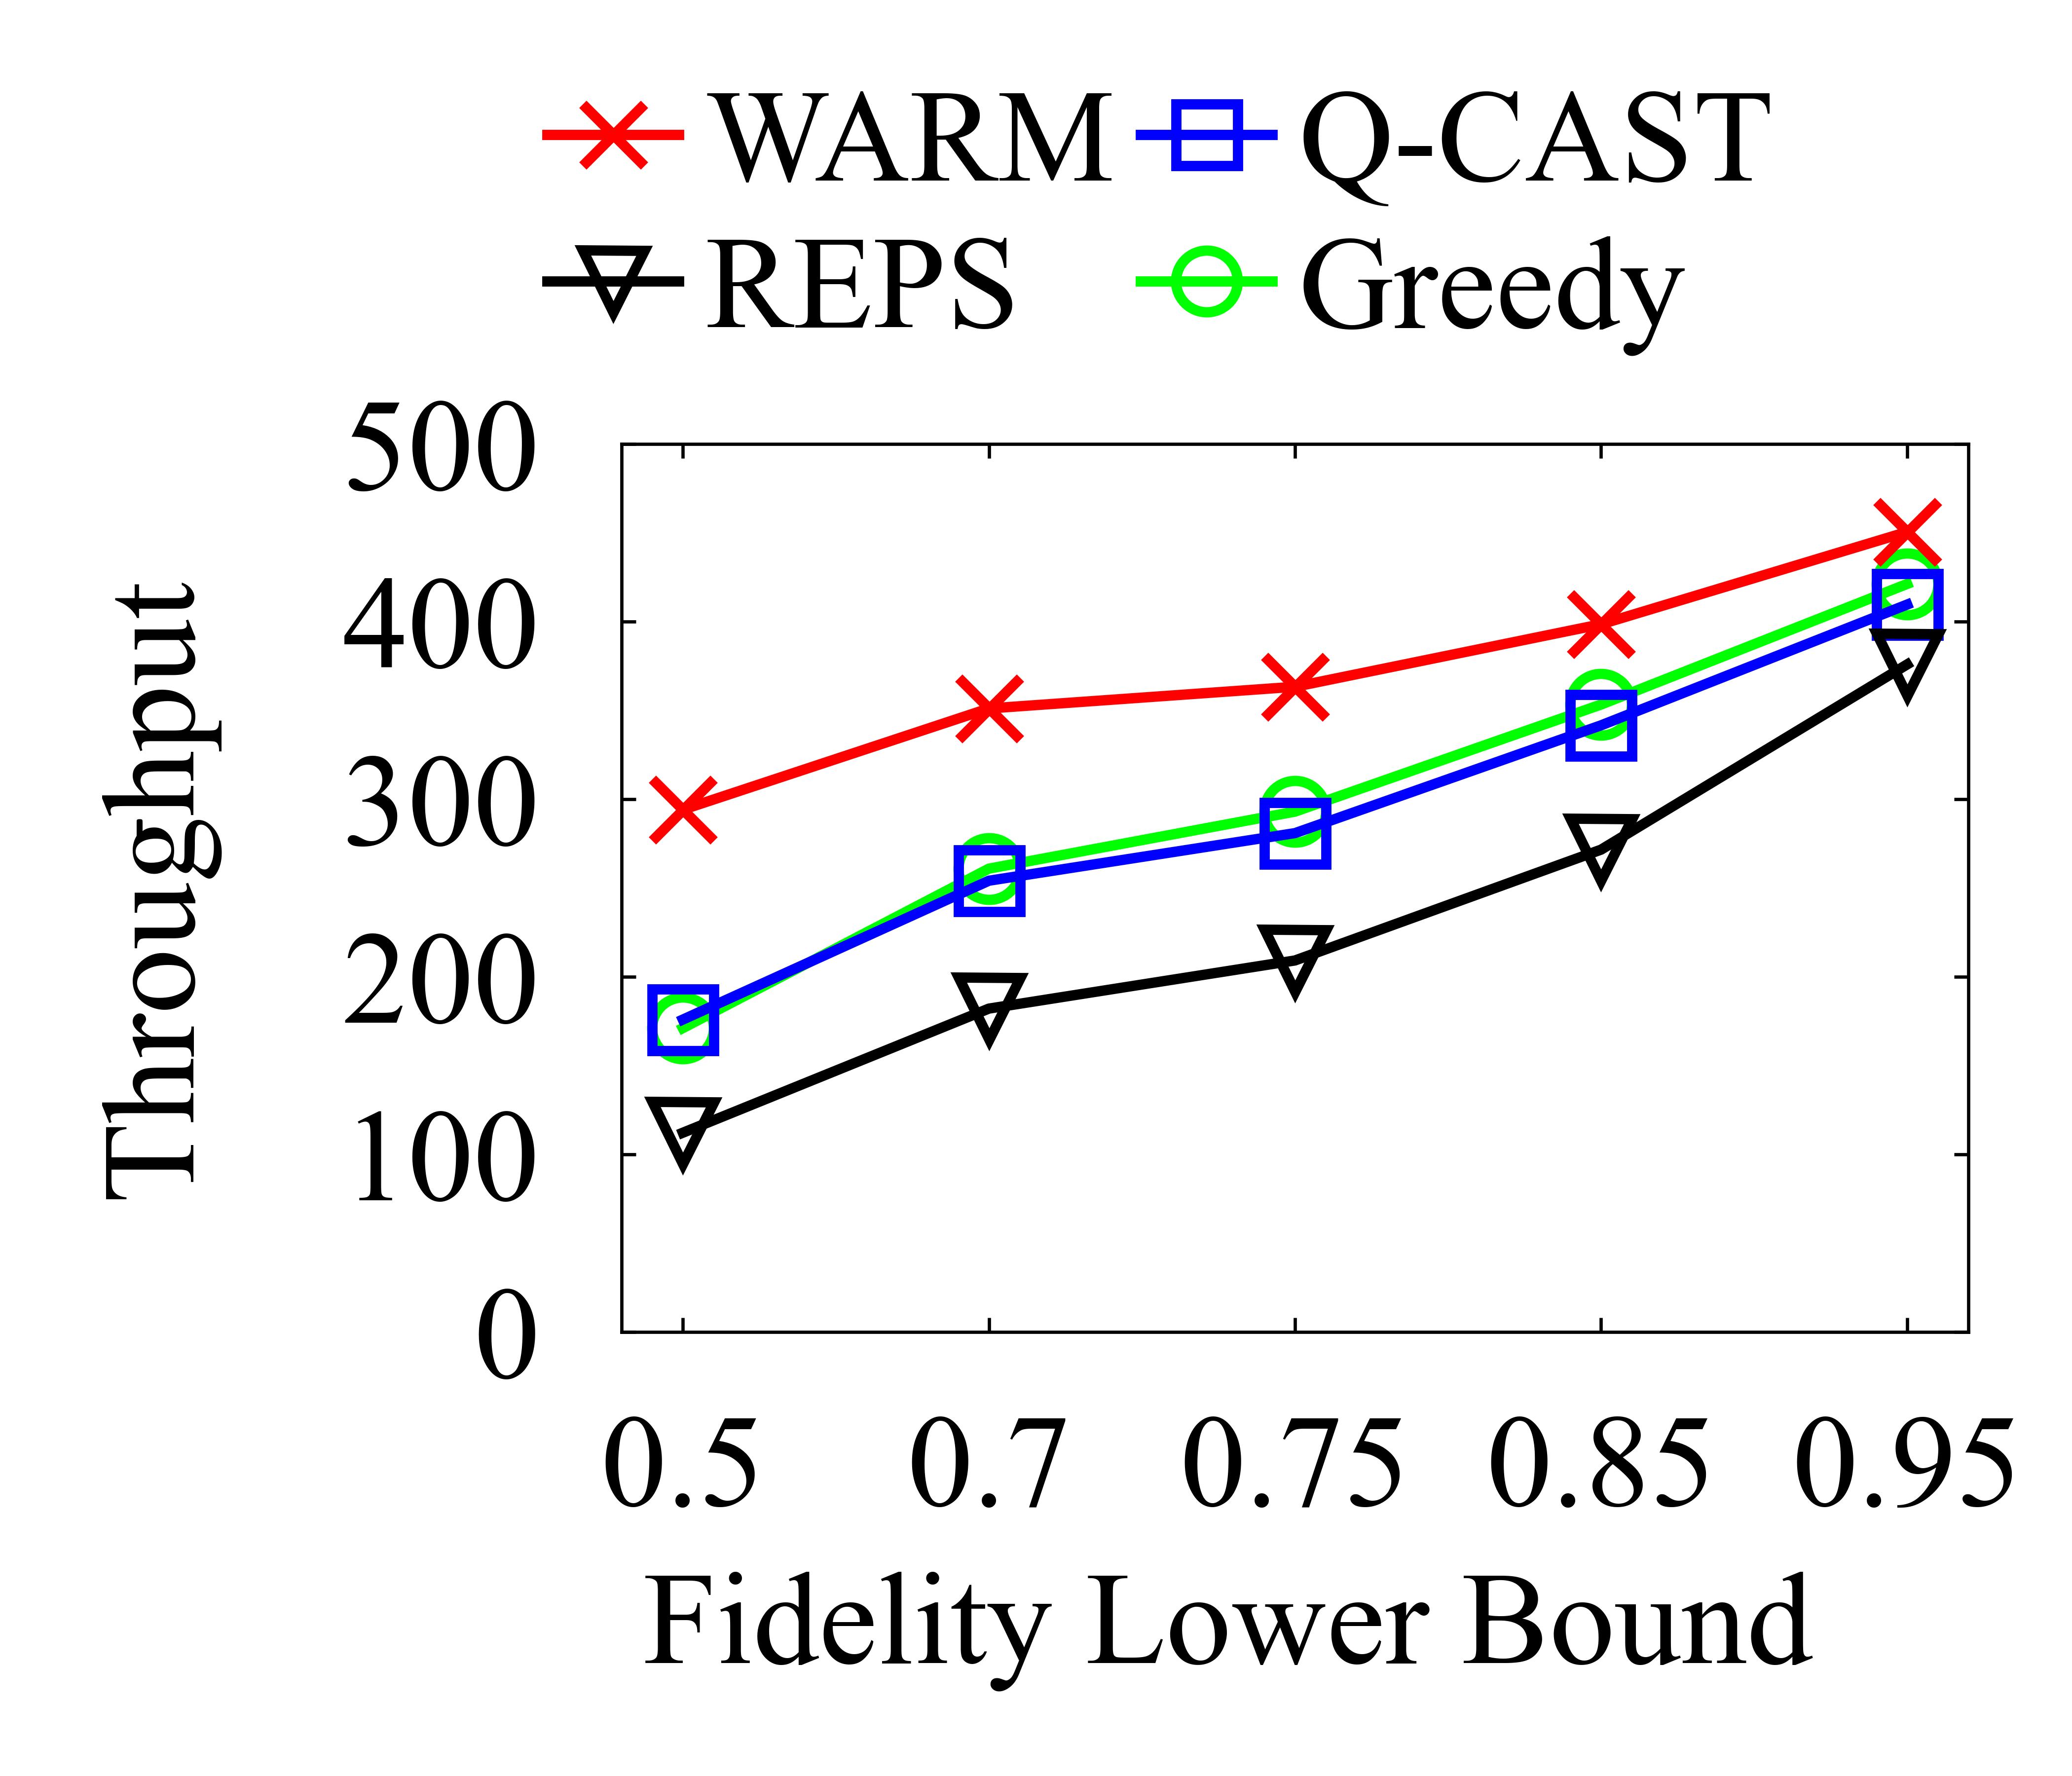 WARM Q-CAST
REPS Greedy
500
400
300
200
100
0
Throughput
0.5 0.7 0.75 0.85 0.95
Fidelity Lower Bound